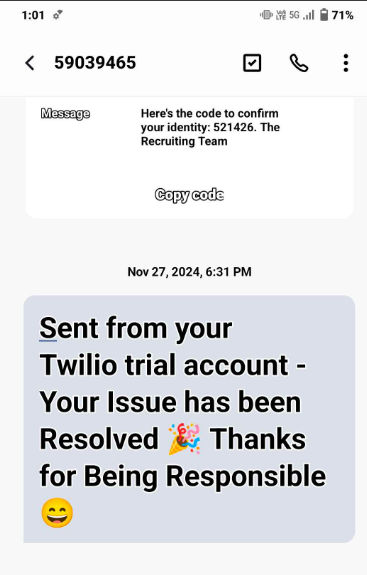 1:01 5G 71%
59039465
Message
Here's the code to confirm
your identity: 521426. The
Recruiting Team
Copy code
Nov 27, 2024, 6:31 PM
Sent from your
Twilio trial account -
Your Issue has been
Resolved 🎉 Thanks
for Being Responsible
😄